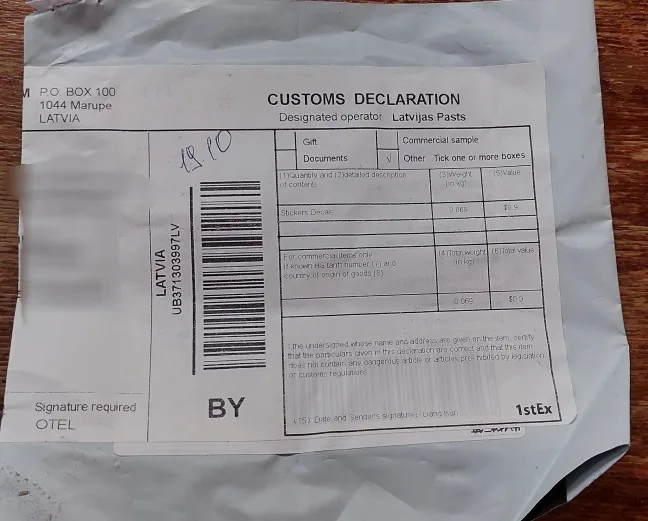 P.O. BOX 100
1044 Marupe
LATVIA
CUSTOMS DECLARATION
Designated operator Latvijas Pasts
Gift
Commercial sample
Documents
√ Other Tick one or more boxes
(1)Quantity and (2)detailed description
of contents
(3)Weight
(in kg)
(5)Value
Stickers Decals
0.069
$0.9
For commercial items only
If known HS tariff number (7) and
country of origin of goods (8)
(4)Total weight
(in kg)
(6)Total value
0.069
$0.9
I, the undersigned whose name and address are given on the item, certify
that the particulars given in this declaration are correct and that this item
does not contain any dangerous article or articles prohibited by legislation
or customs regulations
(15) Date and Sender's signature: Liang
1stEx
19.10
LATVIA
UB371303997LV
BY
Signature required
OTEL